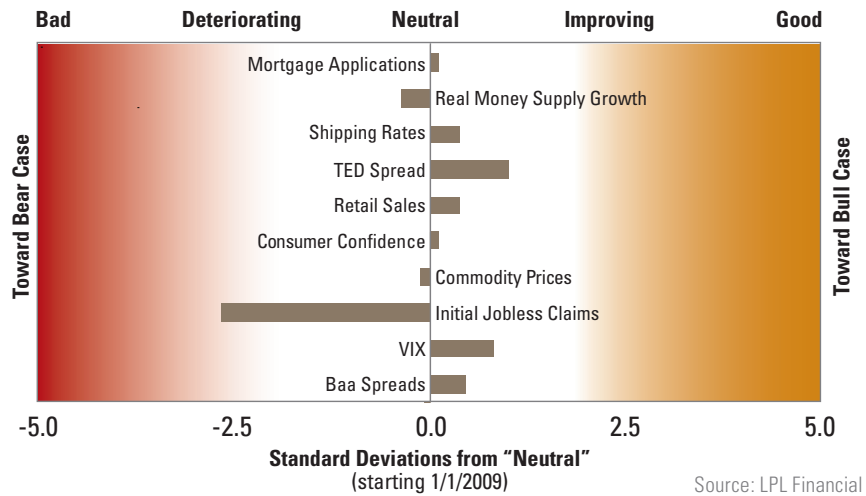 Bad Deteriorating Neutral Improving Good
Toward Bear Case
Mortgage Applications
Real Money Supply Growth
Shipping Rates
TED Spread
Retail Sales
Consumer Confidence
Commodity Prices
Initial Jobless Claims
VIX
Baa Spreads
Toward Bull Case
-5.0 -2.5 0.0 2.5 5.0
Standard Deviations from “Neutral”
(starting 1/1/2009)
Source: LPL Financial